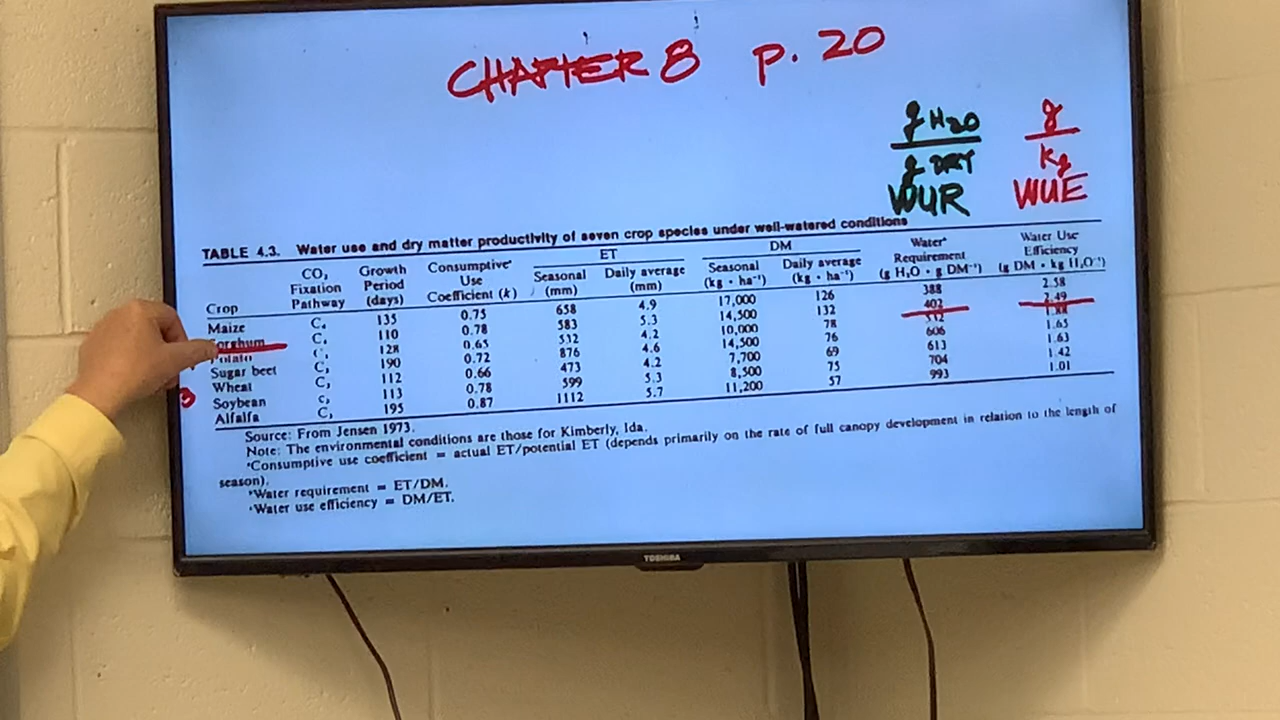 CHAPTER 8 p. 20
g H2O g
g DRY kg
WUR WUE
TABLE 4.3. Water use and dry matter productivity of seven crop species under well-watered conditions
ET DM
Crop CO₂ Fixation Pathway Growth Period (days) Consumptive Use Coefficient (k) Seasonal (mm) Daily average (mm) Seasonal (kg • ha⁻¹) Daily average (kg • ha⁻¹) Water Requirement (g H₂O • g DM⁻¹) Water Use Efficiency (g DM • kg H₂O⁻¹)
Maize C₄ 135 0.75 658 4.9 17,000 126 388 2.58
Sorghum C₄ 110 0.78 583 5.3 14,500 132 402 2.49
Potato C₃ 128 0.65 532 4.2 10,000 78 532 1.88
Sugar beet C₃ 190 0.72 876 4.6 14,500 76 606 1.65
Wheat C₃ 112 0.66 473 4.2 7,700 69 613 1.63
Soybean C₃ 113 0.78 599 5.3 8,500 75 704 1.42
Alfalfa C₃ 195 0.87 1112 5.7 11,200 57 993 1.01
Source: From Jensen 1973.
Note: The environmental conditions are those for Kimberly, Ida.
Consumptive use coefficient = actual ET/potential ET (depends primarily on the rate of full canopy development in relation to the length of
season).
Water requirement = ET/DM.
Water use efficiency = DM/ET.
TOSHIBA